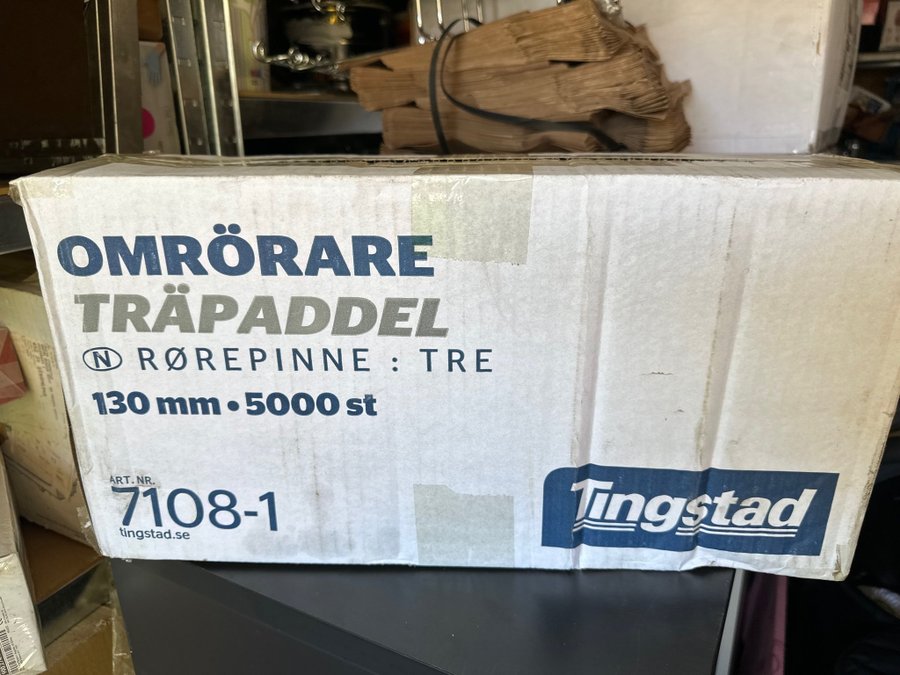 OMRÖRARE
TRÄPADDEL
N RØREPINNE : TRE
130 mm • 5000 st
ART. NR.
7108-1
tingstad.se
Tingstad